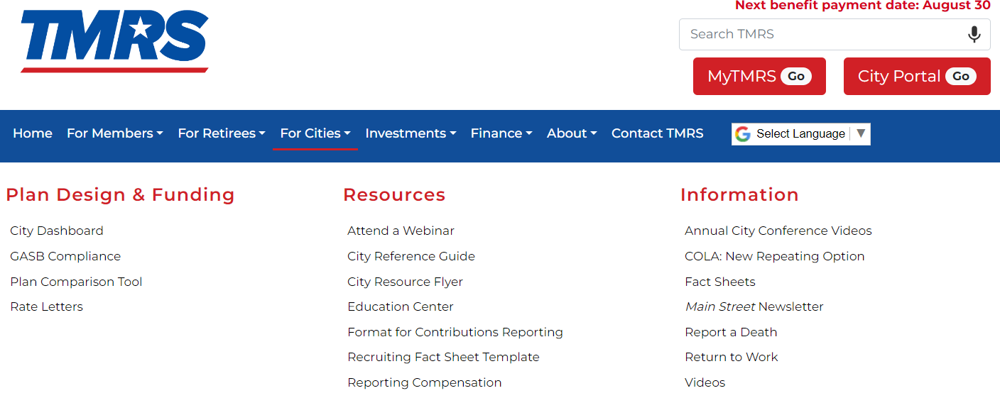 Next benefit payment date: August 30
TMRS
Search TMRS
MyTMRS Go
City Portal Go
Home For Members For Retirees For Cities Investments Finance About Contact TMRS Select Language
Plan Design & Funding
City Dashboard
GASB Compliance
Plan Comparison Tool
Rate Letters
Resources
Attend a Webinar
City Reference Guide
City Resource Flyer
Education Center
Format for Contributions Reporting
Recruiting Fact Sheet Template
Reporting Compensation
Information
Annual City Conference Videos
COLA: New Repeating Option
Fact Sheets
Main Street Newsletter
Report a Death
Return to Work
Videos